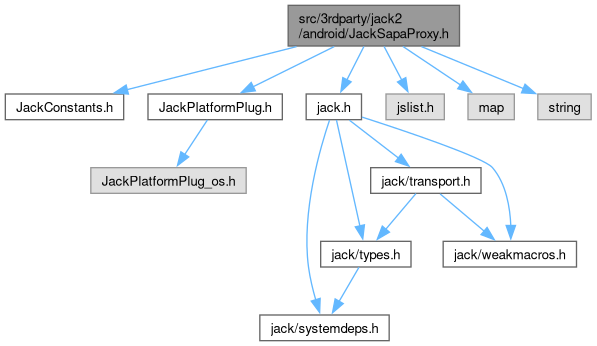 src/3rdparty/jack2
/android/JackSapaProxy.h
JackConstants.h
JackPlatformPlug.h
jack.h
jslist.h
map
string
JackPlatformPlug_os.h
jack/transport.h
jack/types.h
jack/weakmacros.h
jack/systemdeps.h